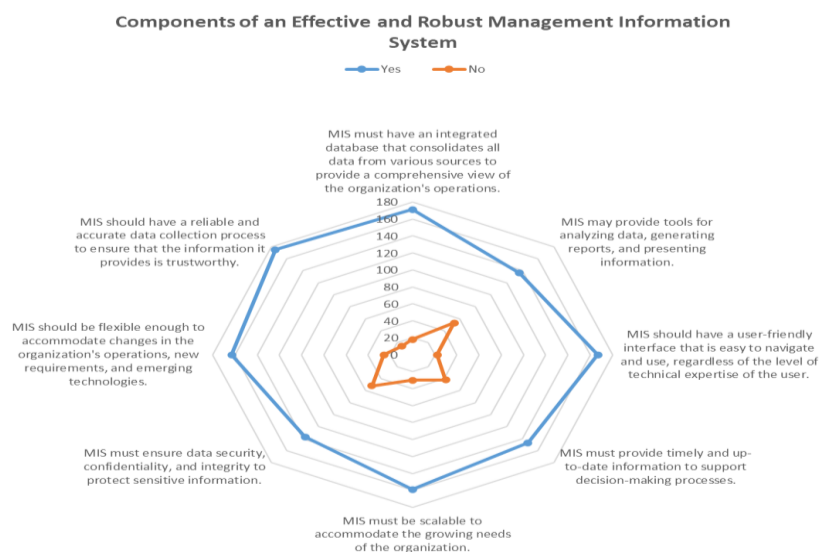 Components of an Effective and Robust Management Information
System
Yes
No
MIS must have an integrated
database that consolidates all
data from various sources to
provide a comprehensive view of
the organization's operations.
MIS may provide tools for
analyzing data, generating
reports, and presenting
information.
MIS should have a user-friendly
interface that is easy to navigate
and use, regardless of the level of
technical expertise of the user.
MIS must provide timely and up-
to-date information to support
decision-making processes.
MIS must be scalable to
accommodate the growing needs
of the organization.
MIS must ensure data security,
confidentiality, and integrity to
protect sensitive information.
MIS should be flexible enough to
accommodate changes in the
organization's operations, new
requirements, and emerging
technologies.
MIS should have a reliable and
accurate data collection process
to ensure that the information it
provides is trustworthy.
180
160
140
120
100
80
60
40
20
0